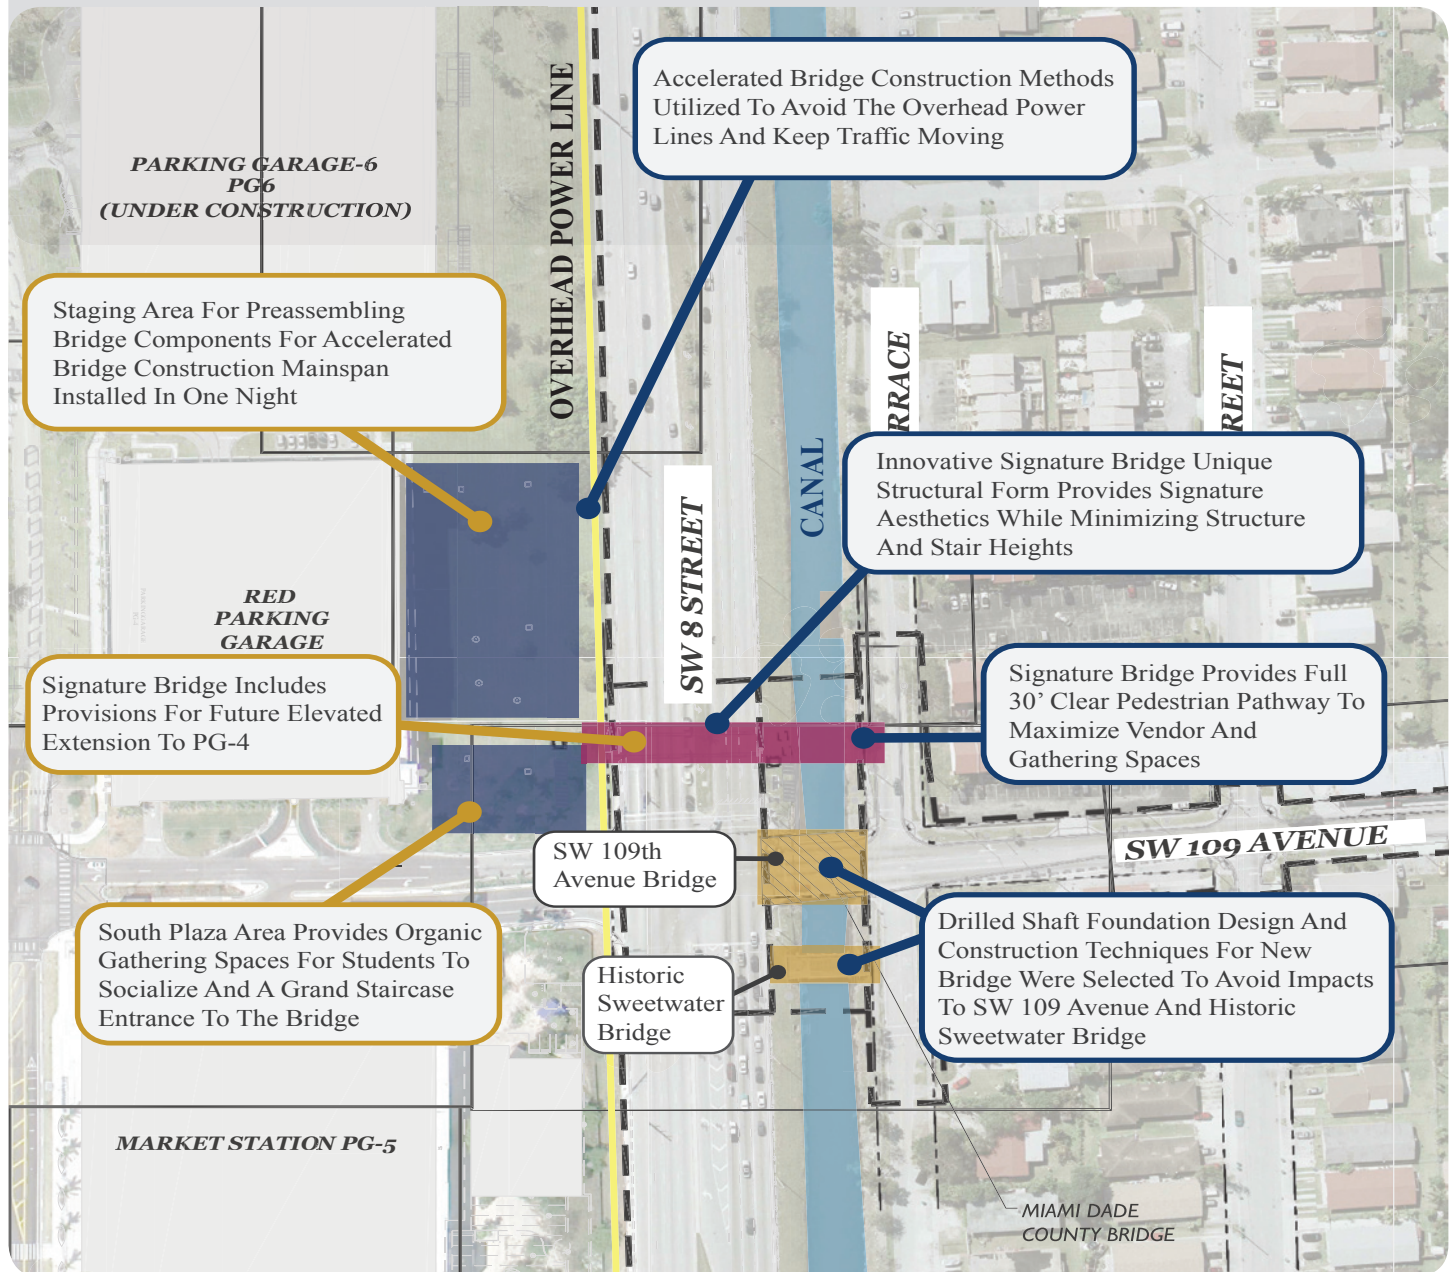 Accelerated Bridge Construction Methods
Utilized To Avoid The Overhead Power
Lines And Keep Traffic Moving
OVERHEAD POWER LINE
PARKING GARAGE-6
PG6
(UNDER CONSTRUCTION)
Staging Area For Preassembling
Bridge Components For Accelerated
Bridge Construction Mainspan
Installed In One Night
RRACE
REET
CANAL
SW 8 STREET
Innovative Signature Bridge Unique
Structural Form Provides Signature
Aesthetics While Minimizing Structure
And Stair Heights
RED
PARKING
GARAGE
Signature Bridge Includes
Provisions For Future Elevated
Extension To PG-4
Signature Bridge Provides Full
30’ Clear Pedestrian Pathway To
Maximize Vendor And
Gathering Spaces
SW 109 AVENUE
SW 109th
Avenue Bridge
South Plaza Area Provides Organic
Gathering Spaces For Students To
Socialize And A Grand Staircase
Entrance To The Bridge
Historic
Sweetwater
Bridge
Drilled Shaft Foundation Design And
Construction Techniques For New
Bridge Were Selected To Avoid Impacts
To SW 109 Avenue And Historic
Sweetwater Bridge
MARKET STATION PG-5
MIAMI DADE
COUNTY BRIDGE